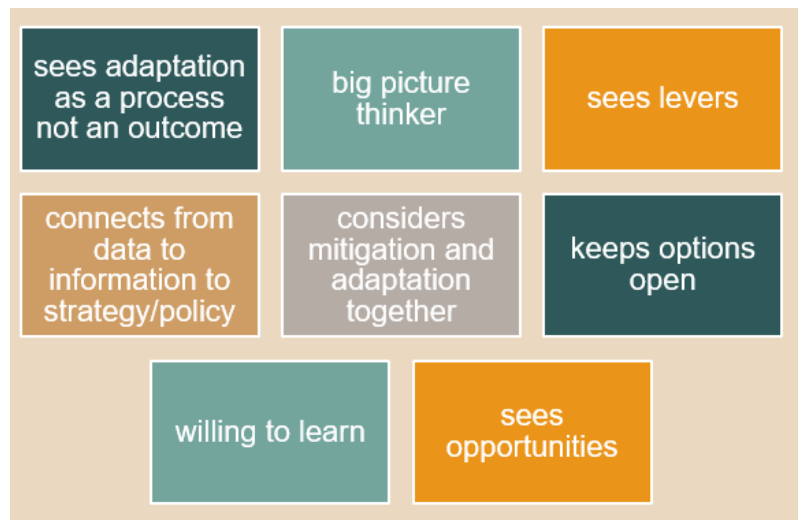 sees adaptation
as a process
not an outcome
big picture
thinker
sees levers
connects from
data to
information to
strategy/policy
considers
mitigation and
adaptation
together
keeps options
open
willing to learn
sees
opportunities